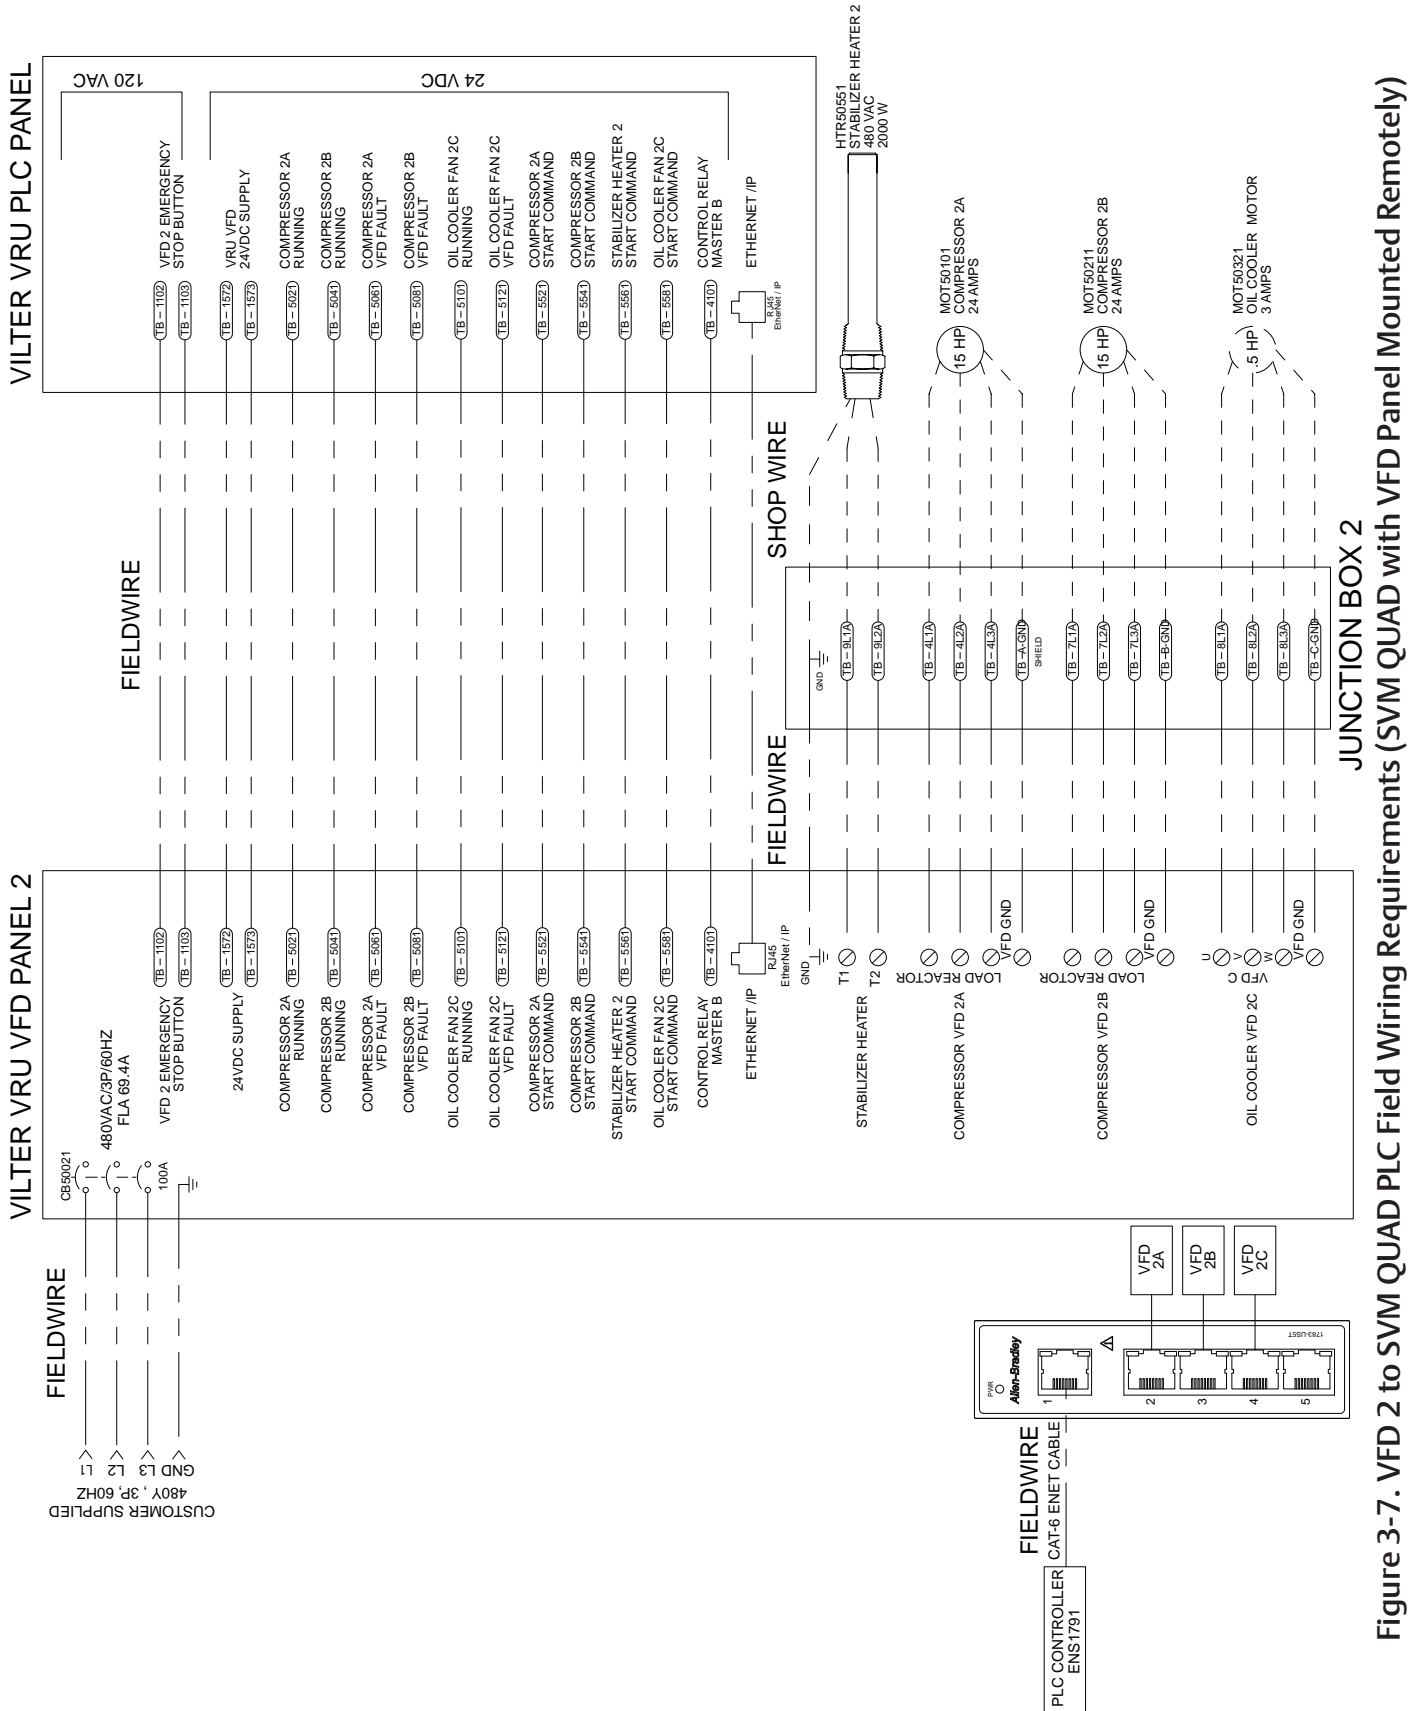 VILTER VRU VFD PANEL 2
VILTER VRU PLC PANEL
FIELDWIRE
CUSTOMER SUPPLIED
480Y , 3P, 60HZ
L1
L2
L3
GND
CB50021
100A
480VAC/3P/60HZ
FLA 69.4A
FIELDWIRE
120 VAC
24 VDC
VFD 2 EMERGENCY
STOP BUTTON
TB – 1102
TB – 1103
TB – 1102
TB – 1103
VFD 2 EMERGENCY
STOP BUTTON
24VDC SUPPLY
TB – 1572
TB – 1573
TB – 1572
TB – 1573
VRU VFD
24VDC SUPPLY
COMPRESSOR 2A
RUNNING
TB – 5021
TB – 5021
COMPRESSOR 2A
RUNNING
COMPRESSOR 2B
RUNNING
TB – 5041
TB – 5041
COMPRESSOR 2B
RUNNING
COMPRESSOR 2A
VFD FAULT
TB – 5061
TB – 5061
COMPRESSOR 2A
VFD FAULT
COMPRESSOR 2B
VFD FAULT
TB – 5081
TB – 5081
COMPRESSOR 2B
VFD FAULT
OIL COOLER FAN 2C
RUNNING
TB – 5101
TB – 5101
OIL COOLER FAN 2C
RUNNING
OIL COOLER FAN 2C
VFD FAULT
TB – 5121
TB – 5121
OIL COOLER FAN 2C
VFD FAULT
COMPRESSOR 2A
START COMMAND
TB – 5521
TB – 5521
COMPRESSOR 2A
START COMMAND
COMPRESSOR 2B
START COMMAND
TB – 5541
TB – 5541
COMPRESSOR 2B
START COMMAND
STABILIZER HEATER 2
START COMMAND
TB – 5561
TB – 5561
STABILIZER HEATER 2
START COMMAND
OIL COOLER FAN 2C
START COMMAND
TB – 5581
TB – 5581
OIL COOLER FAN 2C
START COMMAND
CONTROL RELAY
MASTER B
TB – 4101
TB – 4101
CONTROL RELAY
MASTER B
ETHERNET /IP
RJ45
EtherNet / IP
RJ45
EtherNet / IP
ETHERNET /IP
FIELDWIRE
SHOP WIRE
GND
GND
STABILIZER HEATER
T1
T2
TB – 9L1A
TB – 9L2A
HTR50551
STABILIZER HEATER 2
480 VAC
2000 W
COMPRESSOR VFD 2A
LOAD REACTOR
VFD GND
TB – 4L1A
TB – 4L2A
TB – 4L3A
TB –A-GND
SHIELD
15 HP
MOT50101
COMPRESSOR 2A
24 AMPS
COMPRESSOR VFD 2B
LOAD REACTOR
VFD GND
TB – 7L1A
TB – 7L2A
TB – 7L3A
TB –B-GND
15 HP
MOT50211
COMPRESSOR 2B
24 AMPS
OIL COOLER VFD 2C
VFD C
U
V
W
VFD GND
TB – 8L1A
TB – 8L2A
TB – 8L3A
TB –C-GND
.5 HP
MOT50321
OIL COOLER MOTOR
3 AMPS
JUNCTION BOX 2
PLC CONTROLLER
ENS1791
FIELDWIRE
CAT-6 ENET CABLE
PWR
Allen-Bradley
1
2
3
4
5
1783-US5T
VFD
2A
VFD
2B
VFD
2C
Figure 3-7. VFD 2 to SVM QUAD PLC Field Wiring Requirements (SVM QUAD with VFD Panel Mounted Remotely)